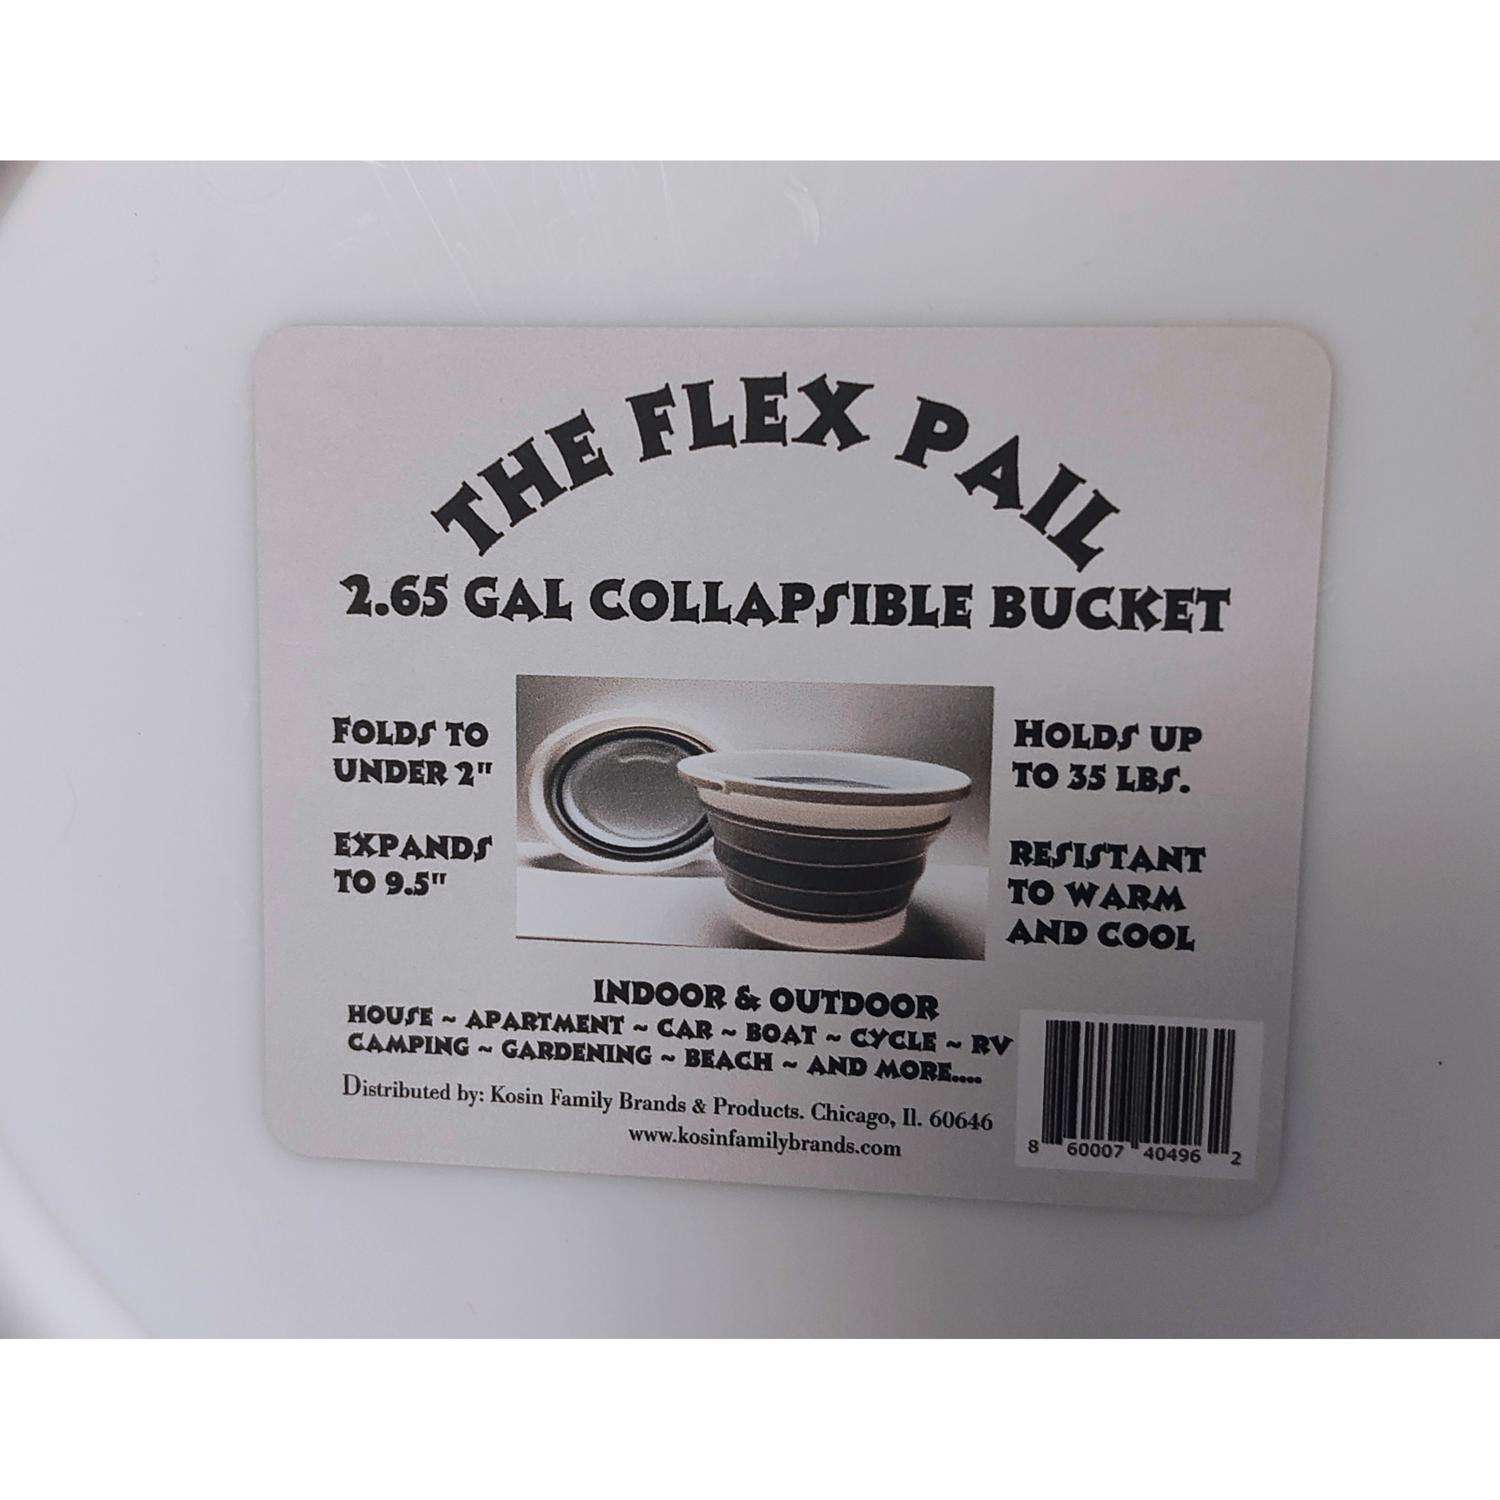 THE FLEX PAIL
2.65 GAL COLLAPSIBLE BUCKET
FOLDS TO
UNDER 2"
EXPANDS
TO 9.5"
HOLDS UP
TO 35 LBS.
RESISTANT
TO WARM
AND COOL
INDOOR & OUTDOOR
HOUSE ~ APARTMENT ~ CAR ~ BOAT ~ CYCLE ~ RV
CAMPING ~ GARDENING ~ BEACH ~ AND MORE....
Distributed by: Kosin Family Brands & Products. Chicago, Il. 60646
www.kosinfamilybrands.com
8 60007 40496 2